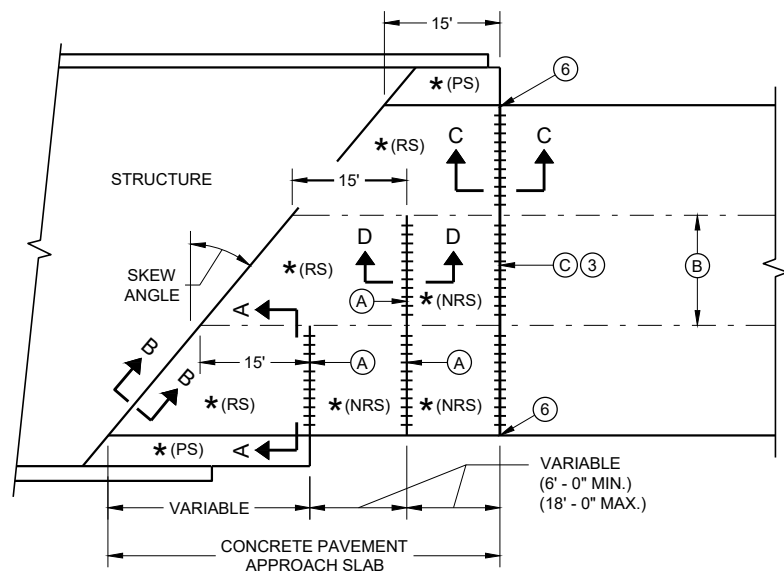 15'
6
*(PS)
*(RS)
C
C
STRUCTURE
15'
D
D
SKEW
ANGLE
*(RS)
C
3
B
A
*(NRS)
A
B
B
15'
A
A
*(RS)
*(NRS)
*(NRS)
6
A
*(PS)
VARIABLE
(6' - 0" MIN.)
(18' - 0" MAX.)
VARIABLE
CONCRETE PAVEMENT
APPROACH SLAB